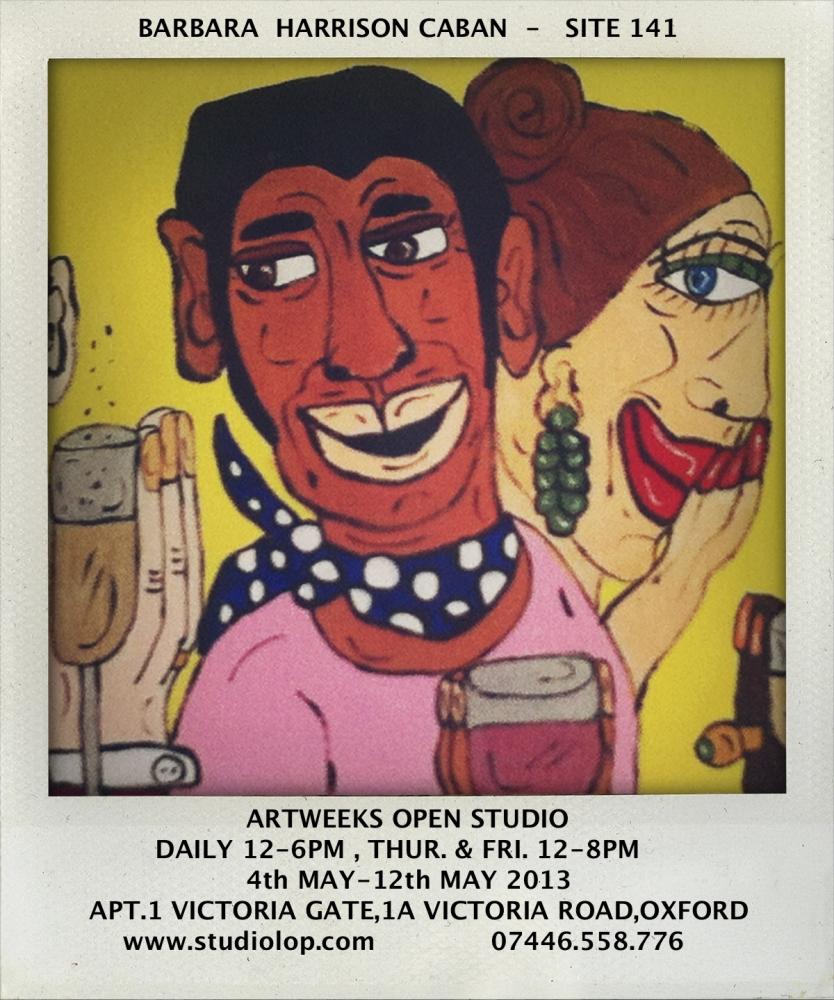 BARBARA HARRISON CABAN - SITE 141
ARTWEEKS OPEN STUDIO
DAILY 12-6PM , THUR. & FRI. 12-8PM
4th MAY-12th MAY 2013
APT.1 VICTORIA GATE,1A VICTORIA ROAD,OXFORD
www.studiolop.com 07446.558.776